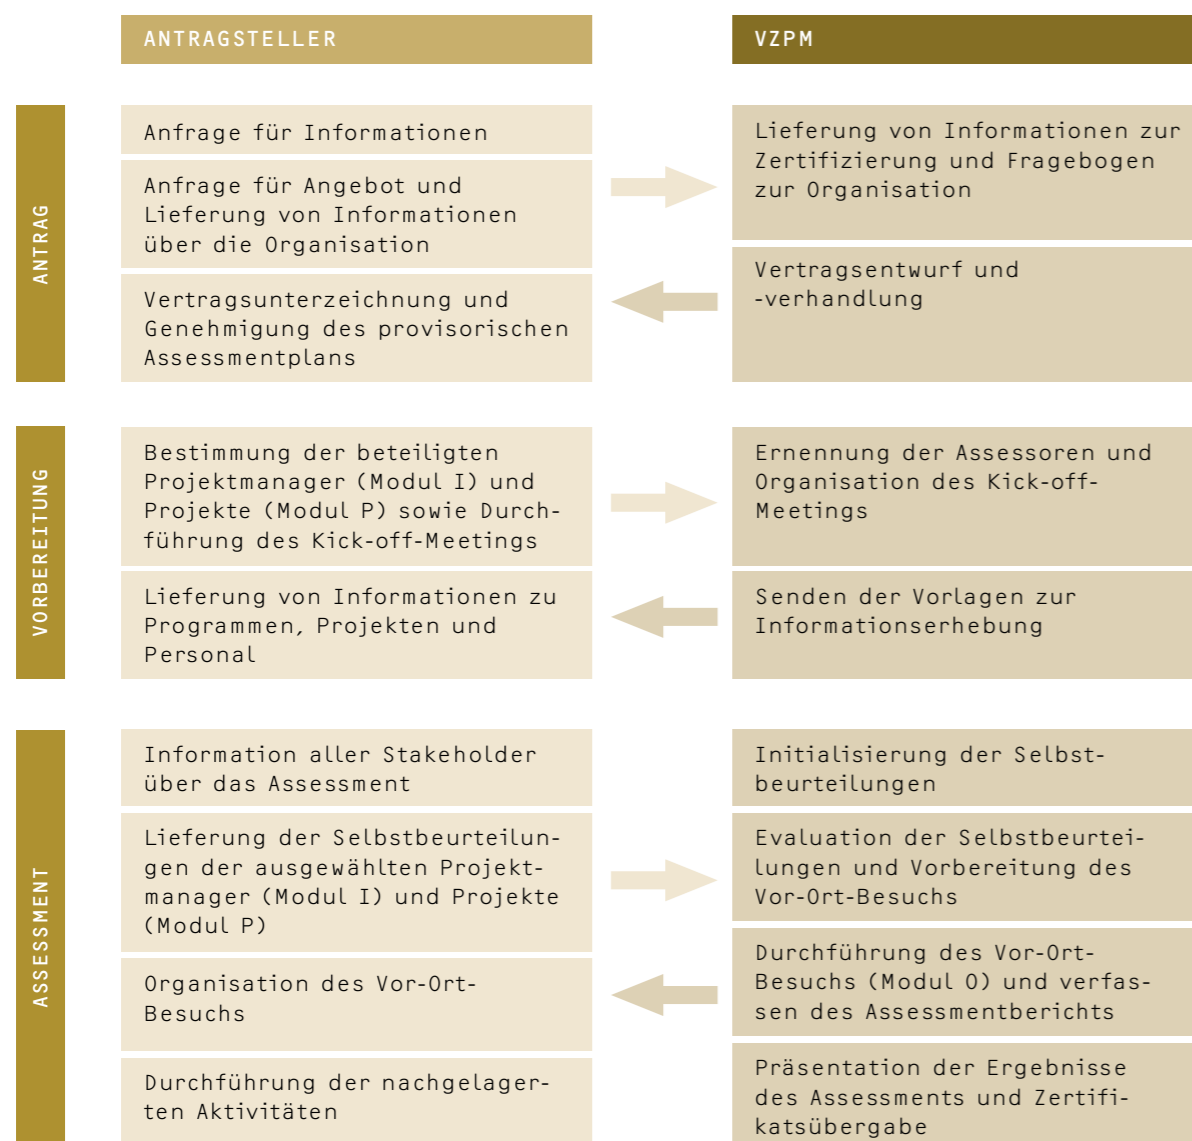 ANTRAGSTELLER
VZPM
ANTRAG
Anfrage für Informationen
Anfrage für Angebot und
Lieferung von Informationen
über die Organisation
Vertragsunterzeichnung und
Genehmigung des provisorischen
Assessmentplans
Lieferung von Informationen zur
Zertifizierung und Fragebogen
zur Organisation
Vertragsentwurf und
-verhandlung
VORBEREITUNG
Bestimmung der beteiligten
Projektmanager (Modul I) und
Projekte (Modul P) sowie Durch-
führung des Kick-off-Meetings
Lieferung von Informationen zu
Programmen, Projekten und
Personal
Ernennung der Assessoren und
Organisation des Kick-off-
Meetings
Senden der Vorlagen zur
Informationserhebung
ASSESSMENT
Information aller Stakeholder
über das Assessment
Lieferung der Selbstbeurteilun-
gen der ausgewählten Projekt-
manager (Modul I) und Projekte
(Modul P)
Organisation des Vor-Ort-
Besuchs
Durchführung der nachgelager-
ten Aktivitäten
Initialisierung der Selbst-
beurteilungen
Evaluation der Selbstbeurtei-
lungen und Vorbereitung des
Vor-Ort-Besuchs
Durchführung des Vor-Ort-
Besuchs (Modul O) und verfas-
sen des Assessmentberichts
Präsentation der Ergebnisse
des Assessments und Zertifi-
katsübergabe